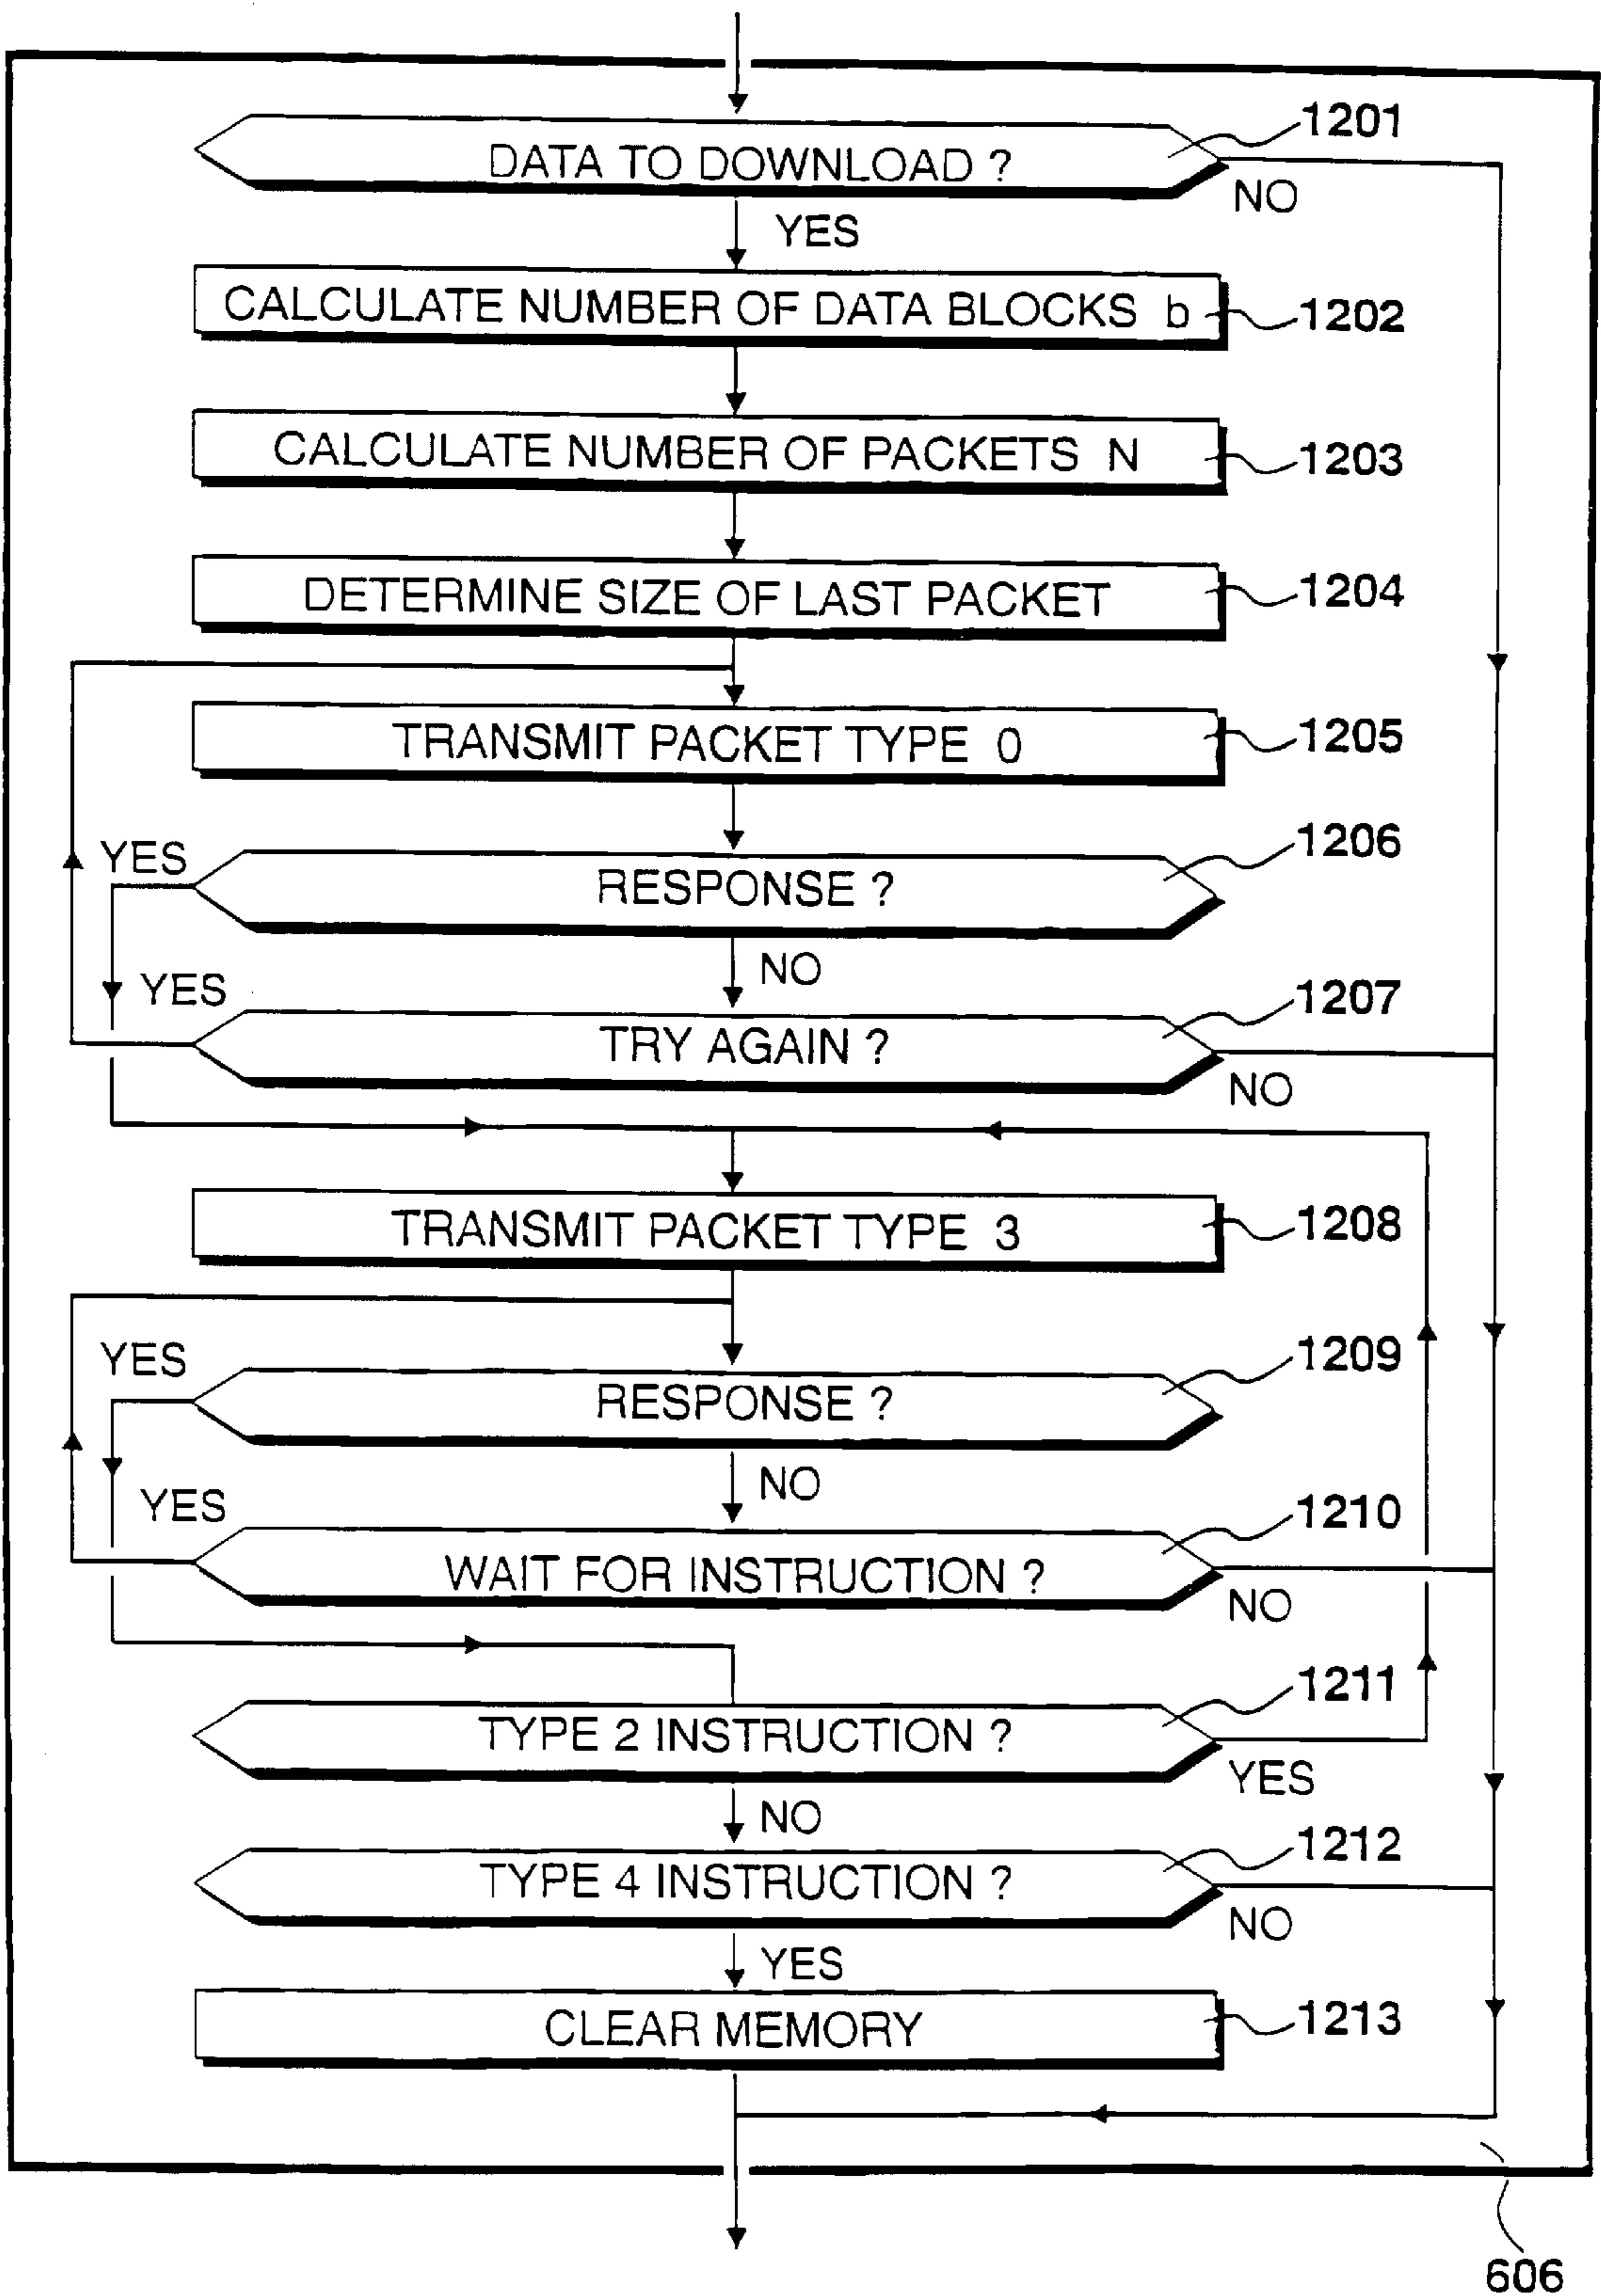 1201
DATA TO DOWNLOAD ?
NO
YES
CALCULATE NUMBER OF DATA BLOCKS b
1202
CALCULATE NUMBER OF PACKETS N
1203
DETERMINE SIZE OF LAST PACKET
1204
TRANSMIT PACKET TYPE 0
1205
1206
YES
RESPONSE ?
NO
YES
1207
TRY AGAIN ?
NO
TRANSMIT PACKET TYPE 3
1208
1209
YES
RESPONSE ?
NO
YES
1210
WAIT FOR INSTRUCTION ?
NO
1211
TYPE 2 INSTRUCTION ?
YES
NO
1212
TYPE 4 INSTRUCTION ?
NO
YES
CLEAR MEMORY
1213
606